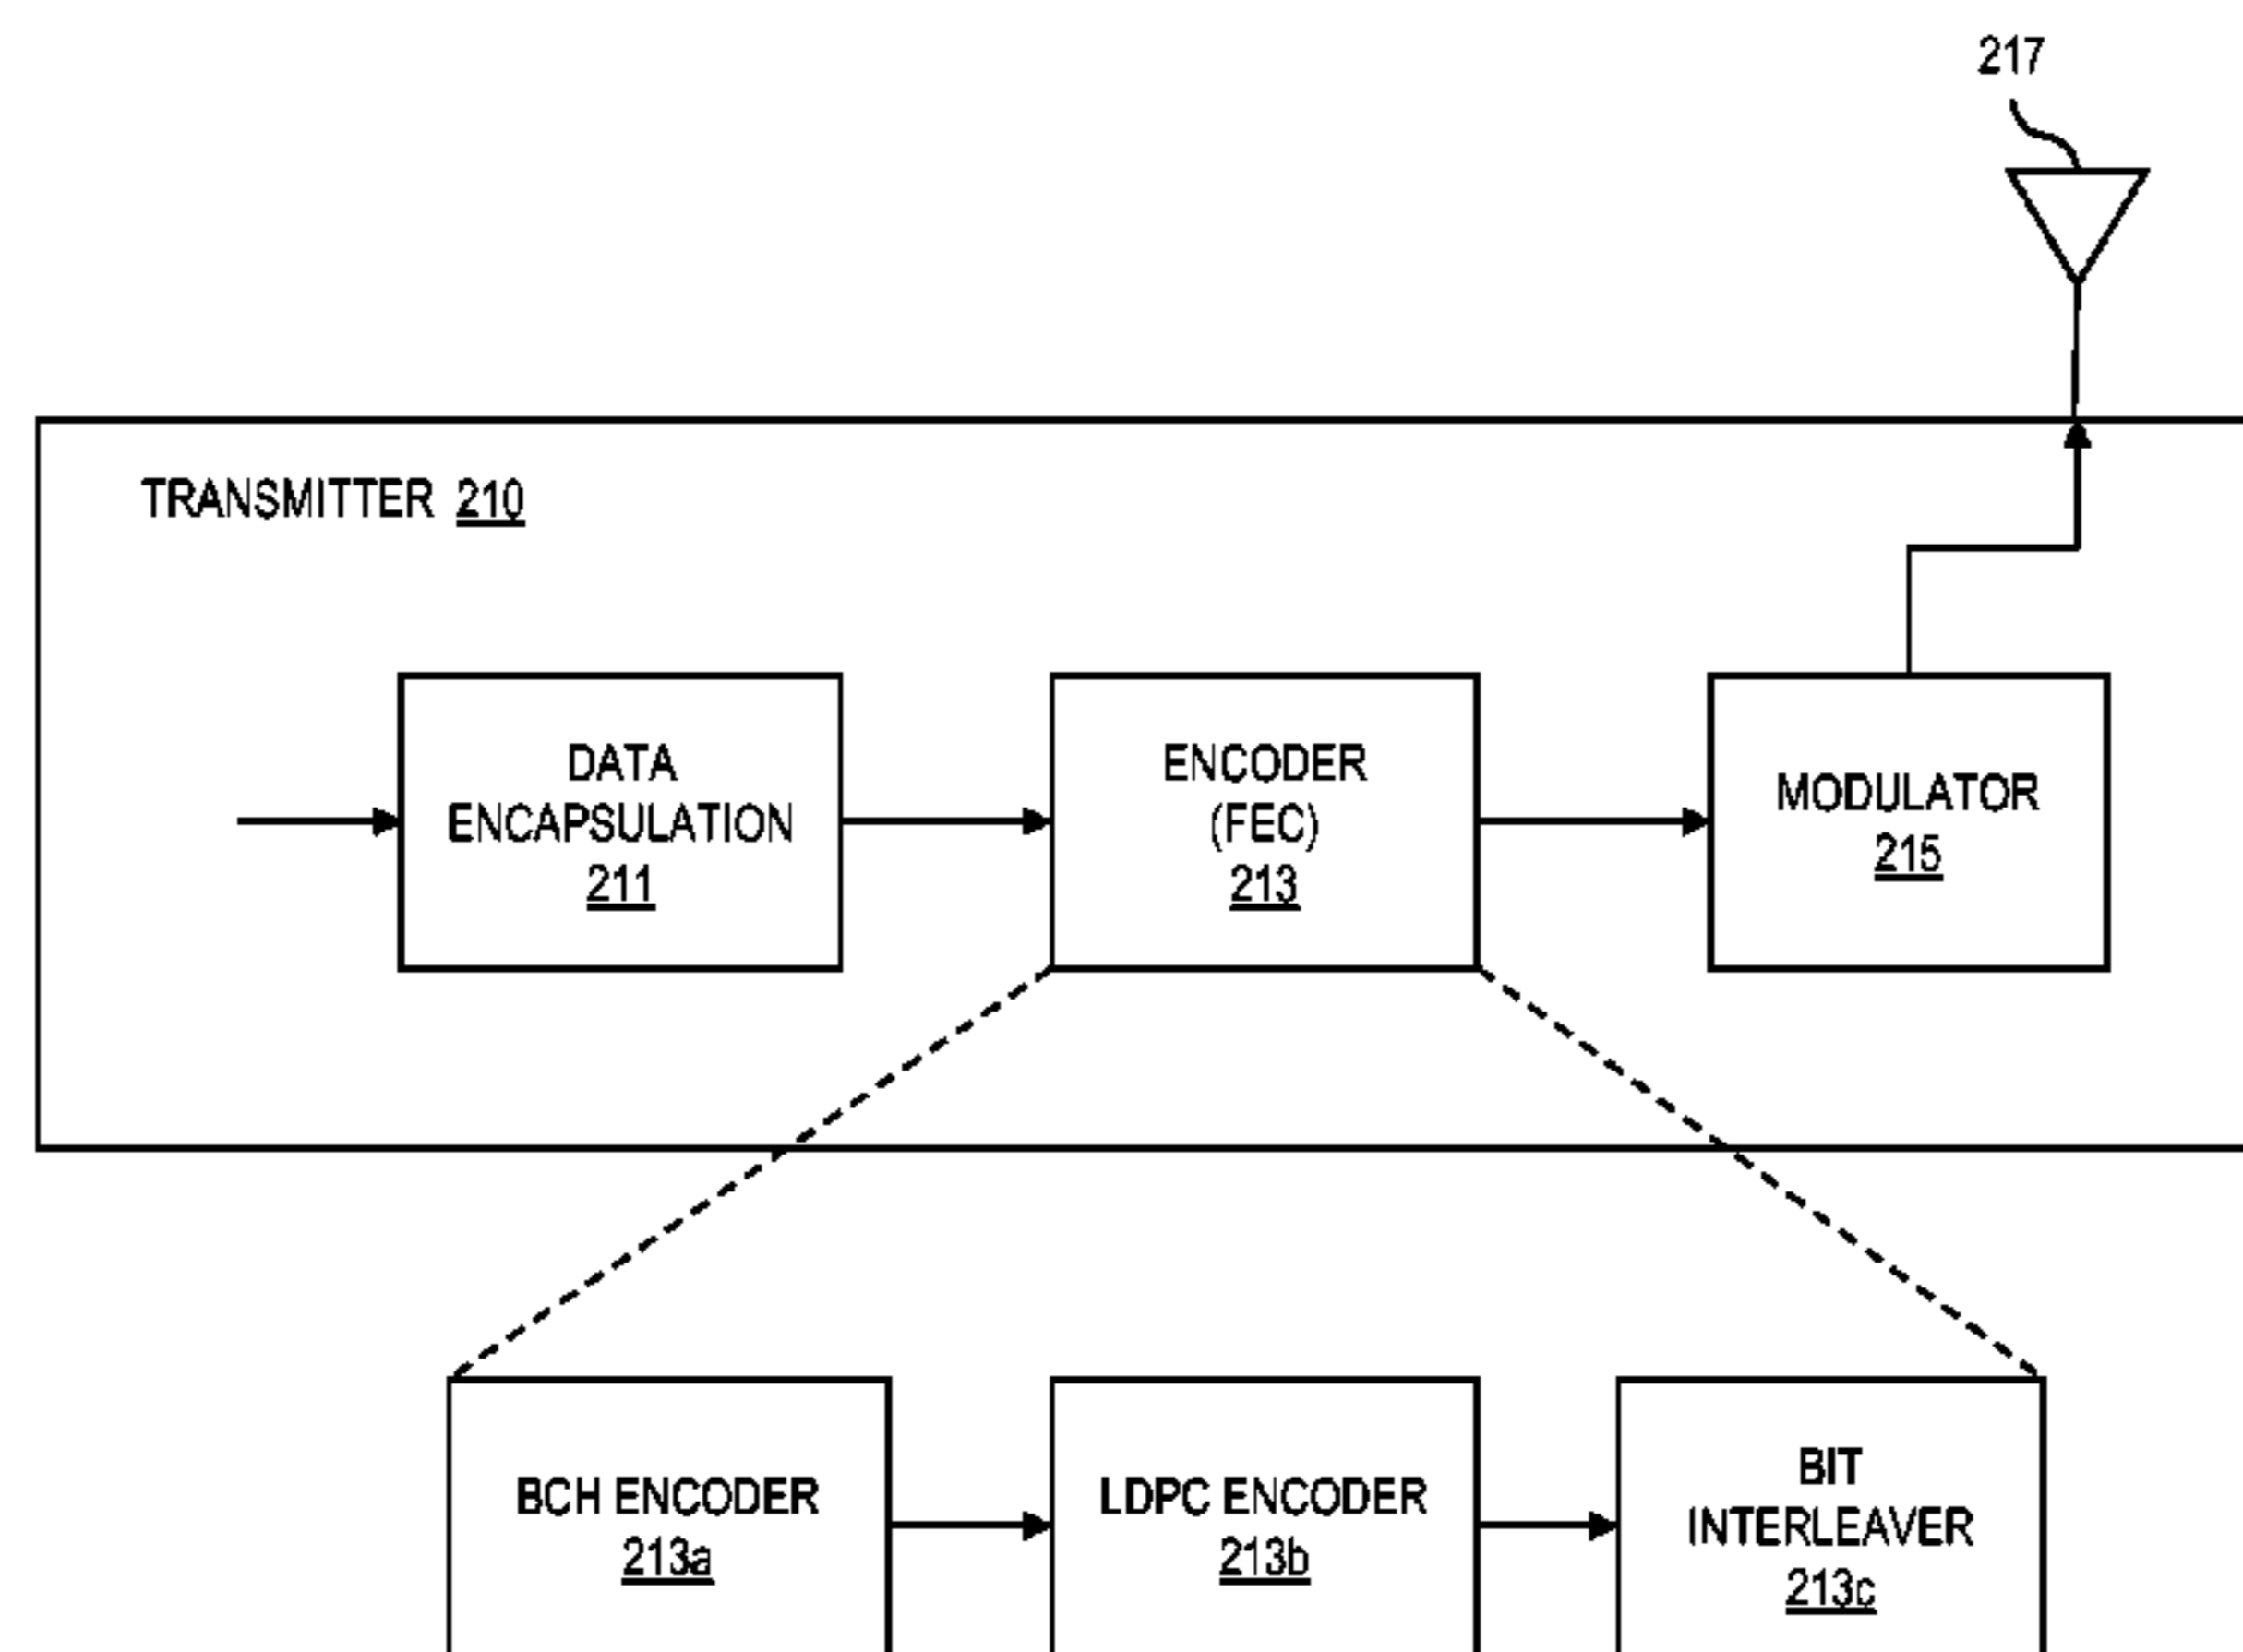 217
TRANSMITTER 210
DATA
ENCAPSULATION
211
ENCODER
(FEC)
213
MODULATOR
215
BCH ENCODER
213a
LDPC ENCODER
213b
BIT
INTERLEAVER
213c